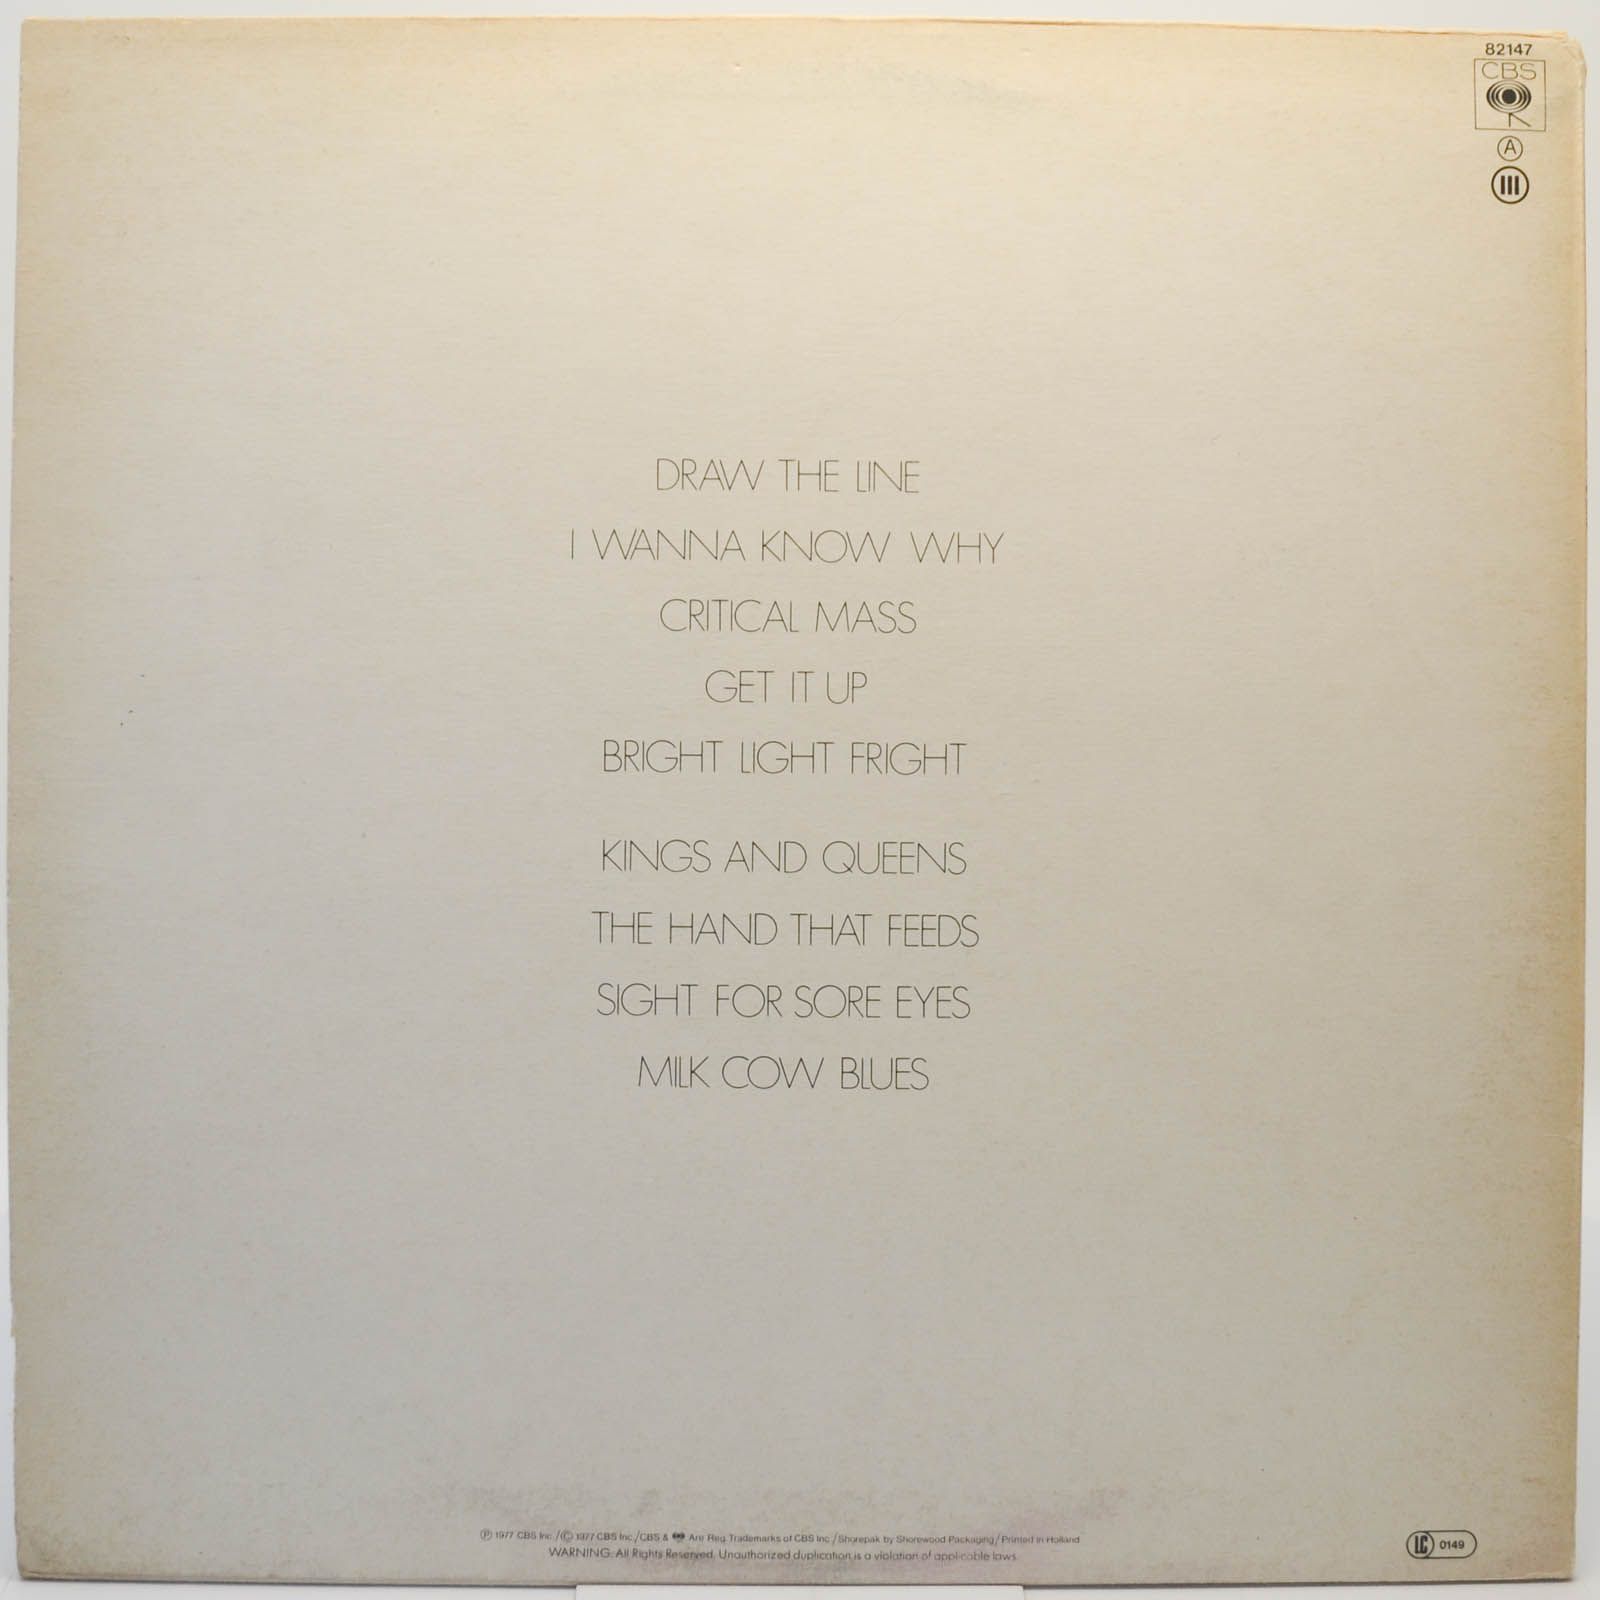 82147
CBS
A
III
DRAW THE LINE
I WANNA KNOW WHY
CRITICAL MASS
GET IT UP
BRIGHT LIGHT FRIGHT
KINGS AND QUEENS
THE HAND THAT FEEDS
SIGHT FOR SORE EYES
MILK COW BLUES
Ⓟ 1977 CBS Inc./Ⓒ 1977 CBS Inc./CBS & Are Reg. Trademarks of CBS Inc./Shorepak by Shorewood Packaging/Printed in Holland
WARNING: All Rights Reserved. Unauthorized duplication is a violation of applicable laws.
LC 0149